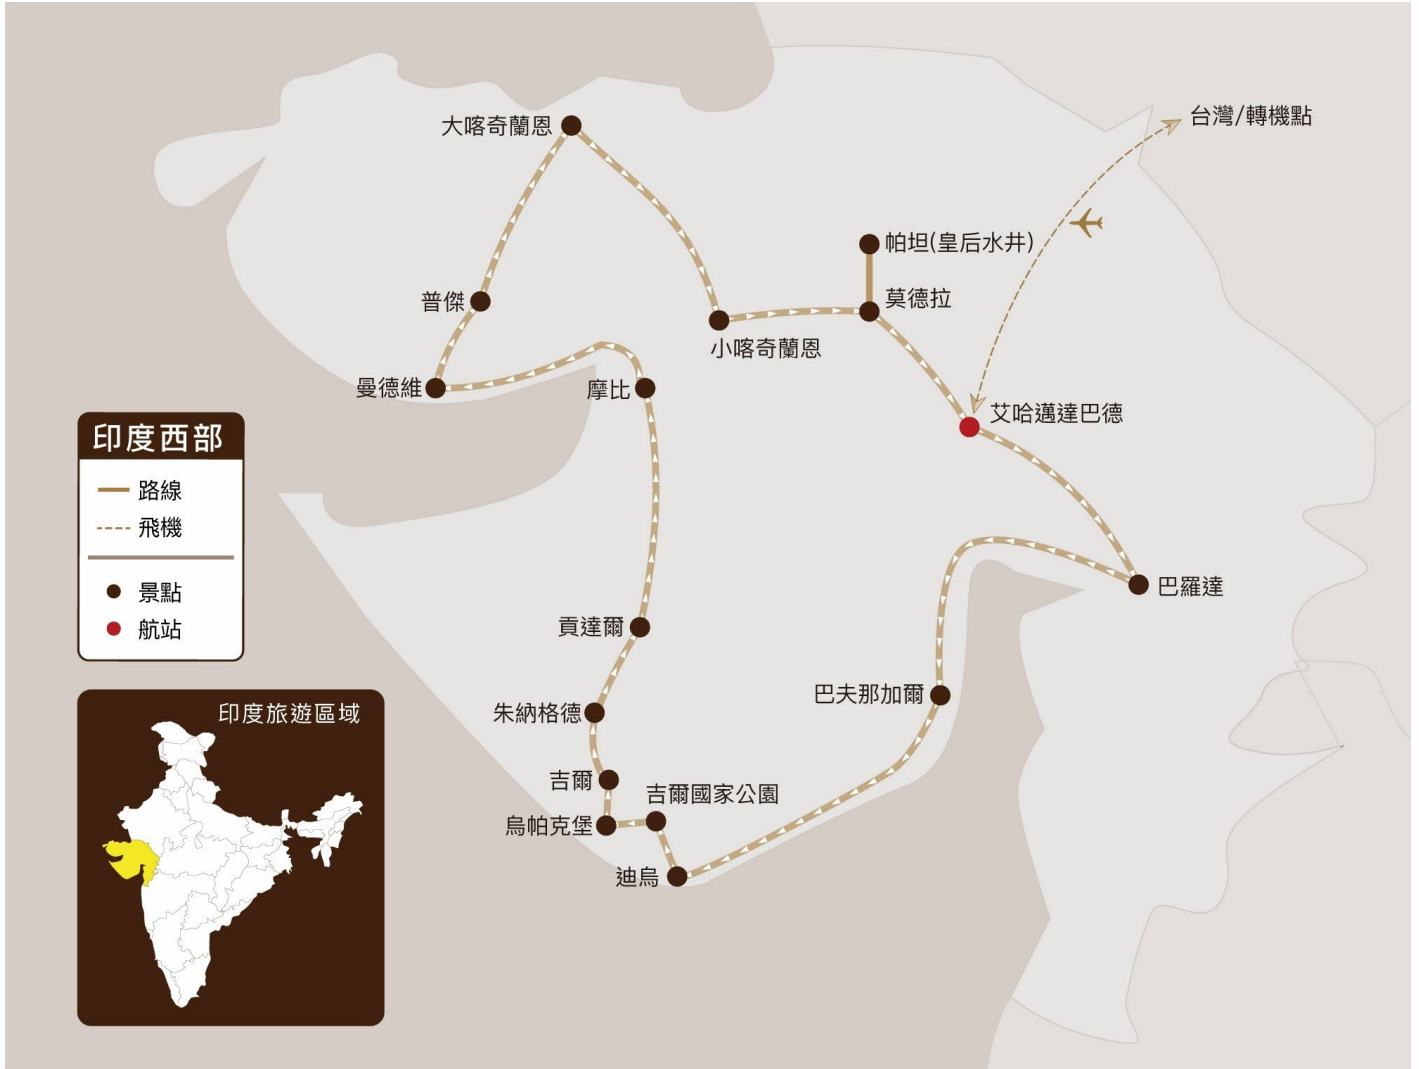 大喀奇蘭恩
台灣/轉機點
帕坦(皇后水井)
莫德拉
普傑
小喀奇蘭恩
曼德維
摩比
艾哈邁達巴德
印度西部
路線
飛機
景點
航站
巴羅達
貢達爾
巴夫那加爾
朱納格德
印度旅遊區域
吉爾
吉爾國家公園
烏帕克堡
迪烏